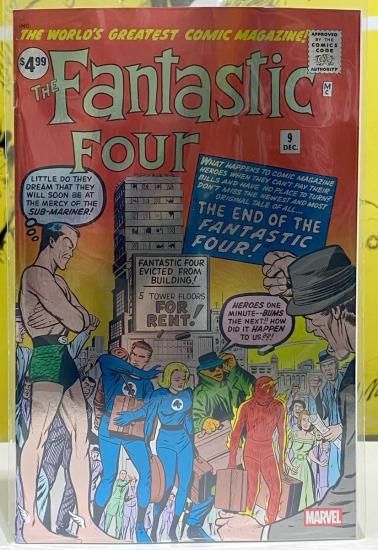 IND.
THE WORLD'S GREATEST COMIC MAGAZINE!
$4.99
APPROVED
BY THE
COMICS
CODE
AUTHORITY
THE Fantastic
FOUR
M
C
9
DEC.
LITTLE DO THEY
DREAM THAT THEY
WILL SOON BE
AT THE MERCY OF THE
SUB-MARINER!
WHAT HAPPENS TO COMIC MAGAZINE
HEROES WHEN THEY CAN'T PAY THEIR
BILLS AND HAVE NO PLACE TO TURN?
DON'T MISS THE NEWEST AND MOST
ORIGINAL TALE OF ALL...
THE END OF THE
FANTASTIC
FOUR!
FANTASTIC FOUR
EVICTED FROM
BUILDING!
5 TOWER FLOORS
FOR
RENT!
HEROES ONE
MINUTE--BUMS
THE NEXT!! HOW
DID IT HAPPEN
TO US??!
4
4
MARVEL